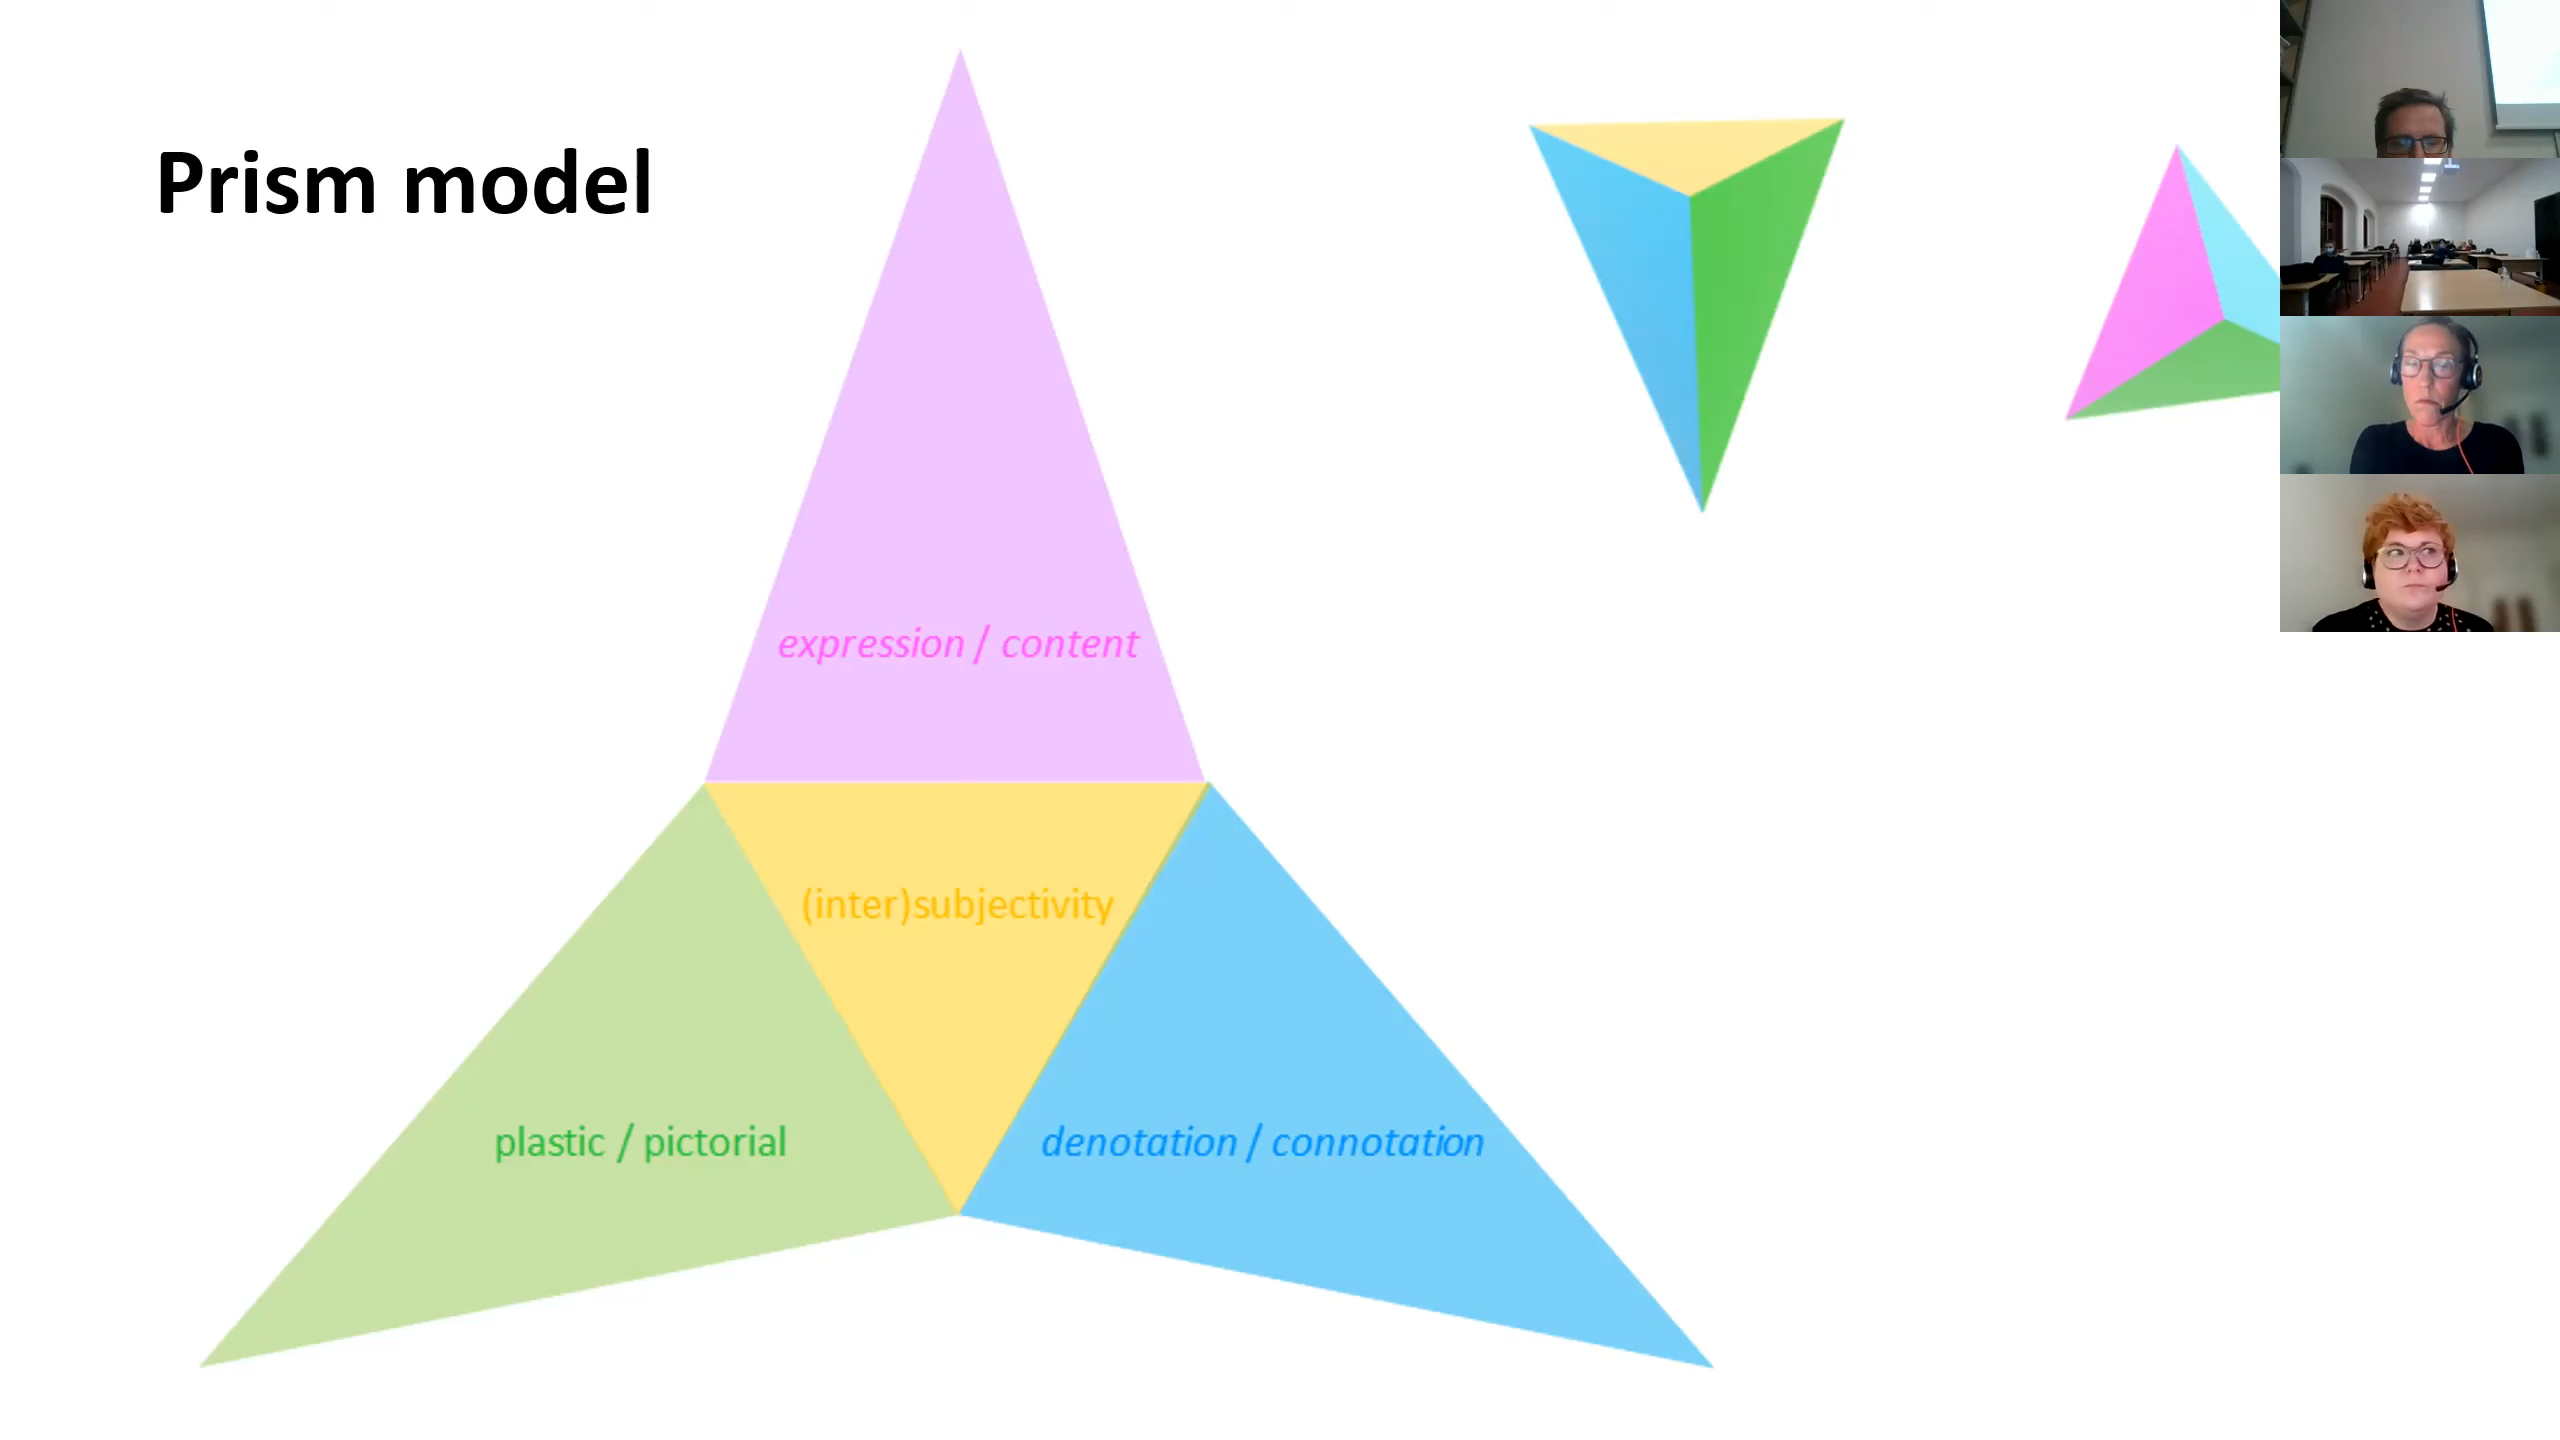 Prism model
expression / content
(inter)subjectivity
plastic / pictorial
denotation / connotation